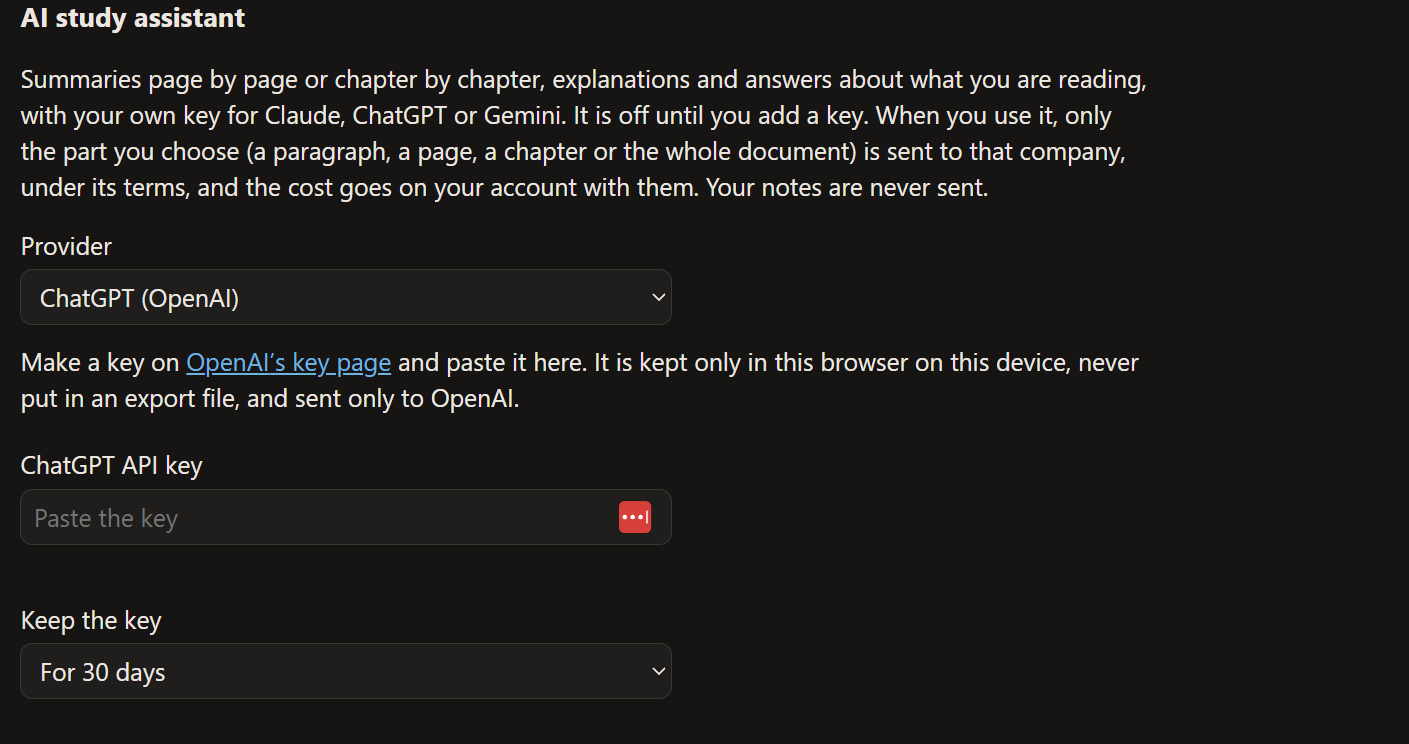 AI study assistant
Summaries page by page or chapter by chapter, explanations and answers about what you are reading,
with your own key for Claude, ChatGPT or Gemini. It is off until you add a key. When you use it, only
the part you choose (a paragraph, a page, a chapter or the whole document) is sent to that company,
under its terms, and the cost goes on your account with them. Your notes are never sent.
Provider
ChatGPT (OpenAI)
Make a key on OpenAI’s key page and paste it here. It is kept only in this browser on this device, never
put in an export file, and sent only to OpenAI.
ChatGPT API key
Paste the key
Keep the key
For 30 days